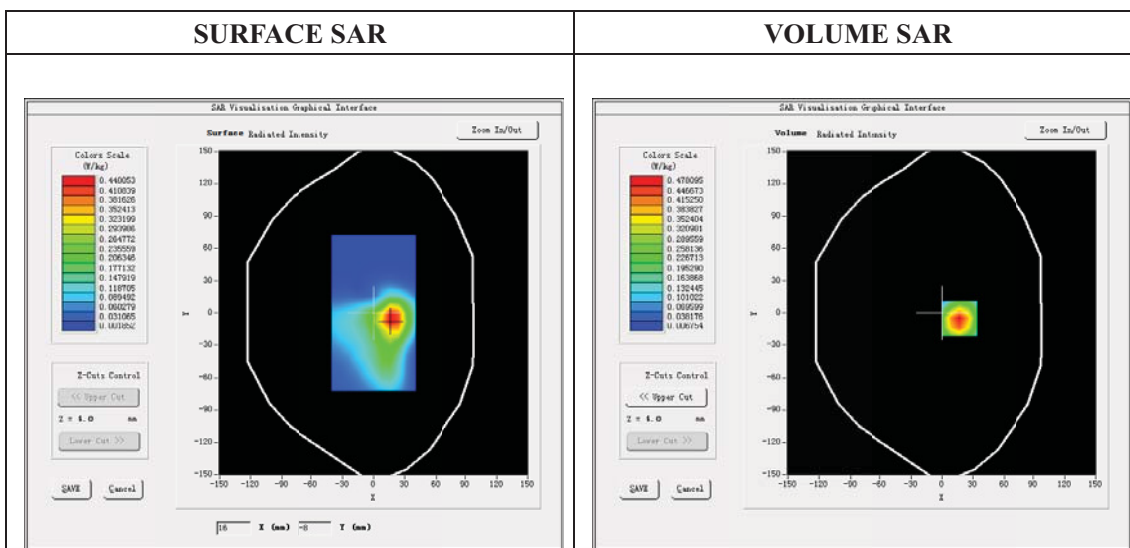 SURFACE SAR
VOLUME SAR
SAR Visualisation Graphical Interface
Surface Radiated Intensity
Zoom In/Out
Colors Scale
(W/kg)
0.440053
0.410839
0.381626
0.352413
0.323199
0.293986
0.264772
0.235559
0.206346
0.177132
0.147919
0.118705
0.089492
0.060279
0.031065
0.001852
Z-Cuts Control
<< Upper Cut
Z = 4.0 mm
Lower Cut >>
SAVE Cancel
150
120
90
60
30
0
-30
-60
-90
-120
-150
Y
-150 -120 -90 -60 -30 0 30 60 90 120 150
X
16 X (mm) -8 Y (mm)
SAR Visualisation Graphical Interface
Volume Radiated Intensity
Zoom In/Out
Colors Scale
(W/kg)
0.478095
0.446673
0.415250
0.383827
0.352404
0.320981
0.289559
0.258136
0.226713
0.195290
0.163868
0.132445
0.101022
0.069599
0.038176
0.006754
Z-Cuts Control
<< Upper Cut
Z = 4.0 mm
Lower Cut >>
SAVE Cancel
150
120
90
60
30
0
-30
-60
-90
-120
-150
Y
-150 -120 -90 -60 -30 0 30 60 90 120 150
X